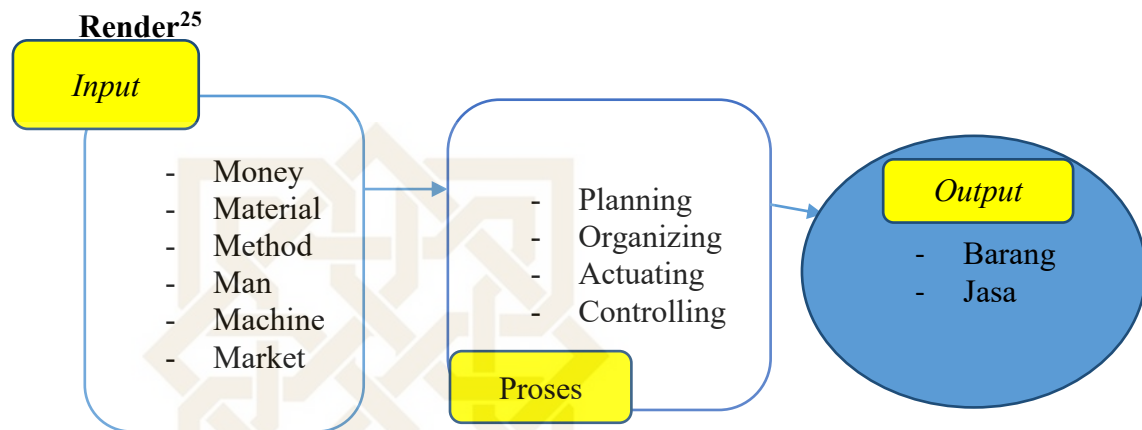 Render25
Input
- Money
- Material
- Method
- Man
- Machine
- Market
- Planning
- Organizing
- Actuating
- Controlling
Proses
Output
- Barang
- Jasa